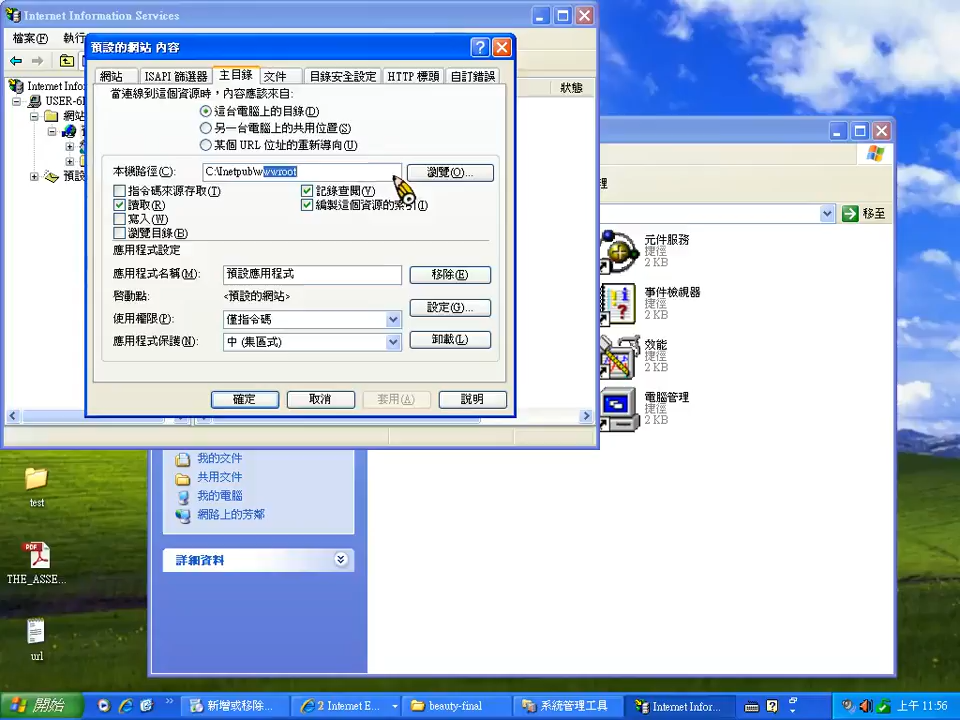 Internet Information Services
檔案(F) 執行
預設的網站 內容
網站 ISAPI 篩選器 主目錄 文件 目錄安全設定 HTTP 標頭 自訂錯誤
當連線到這個資源時，內容應該來自:
這台電腦上的目錄(D)
另一台電腦上的共用位置(S)
某個 URL 位址的重新導向(U)
本機路徑(C): C:\Inetpub\wwwroot 瀏覽(O)...
指令碼來源存取(T) 記錄查閱(V)
讀取(R) 編製這個資源的索引(I)
寫入(W)
瀏覽目錄(B)
應用程式設定
應用程式名稱(M): 預設應用程式 移除(E)
啟動點: <預設的網站>
設定(G)...
使用權限(P): 僅指令碼
應用程式保護(N): 中 (集區式) 卸載(L)
確定 取消 套用(A) 說明
Internet Info
USER-6
網站
預
預設
狀態
移至
元件服務
捷徑
2 KB
事件檢視器
捷徑
2 KB
效能
捷徑
2 KB
電腦管理
捷徑
2 KB
我的文件
共用文件
我的電腦
網路上的芳鄰
詳細資料
test
PDF
THE_ASSE...
url
開始 新增或移除... 2 Internet E... beauty-final 系統管理工具 Internet Infor... 上午 11:56